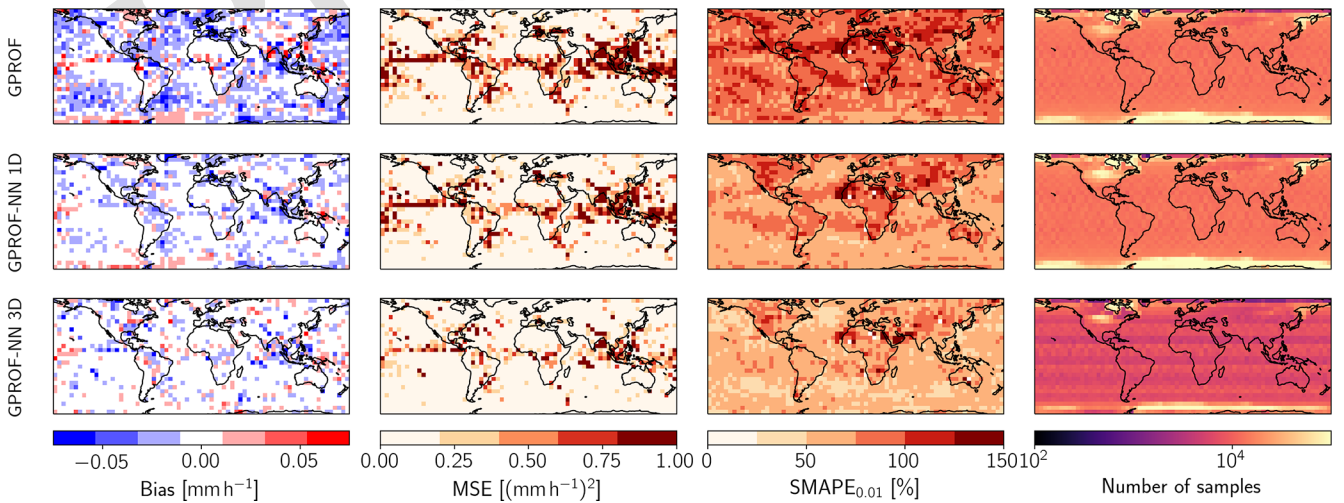 GPROF
GPROF-NN 1D
GPROF-NN 3D
−0.05 0.00 0.05
Bias [mm h⁻¹]
0.00 0.25 0.50 0.75 1.00
MSE [(mm h⁻¹)²]
0 50 100 150
SMAPE₀.₀₁ [%]
10² 10⁴
Number of samples